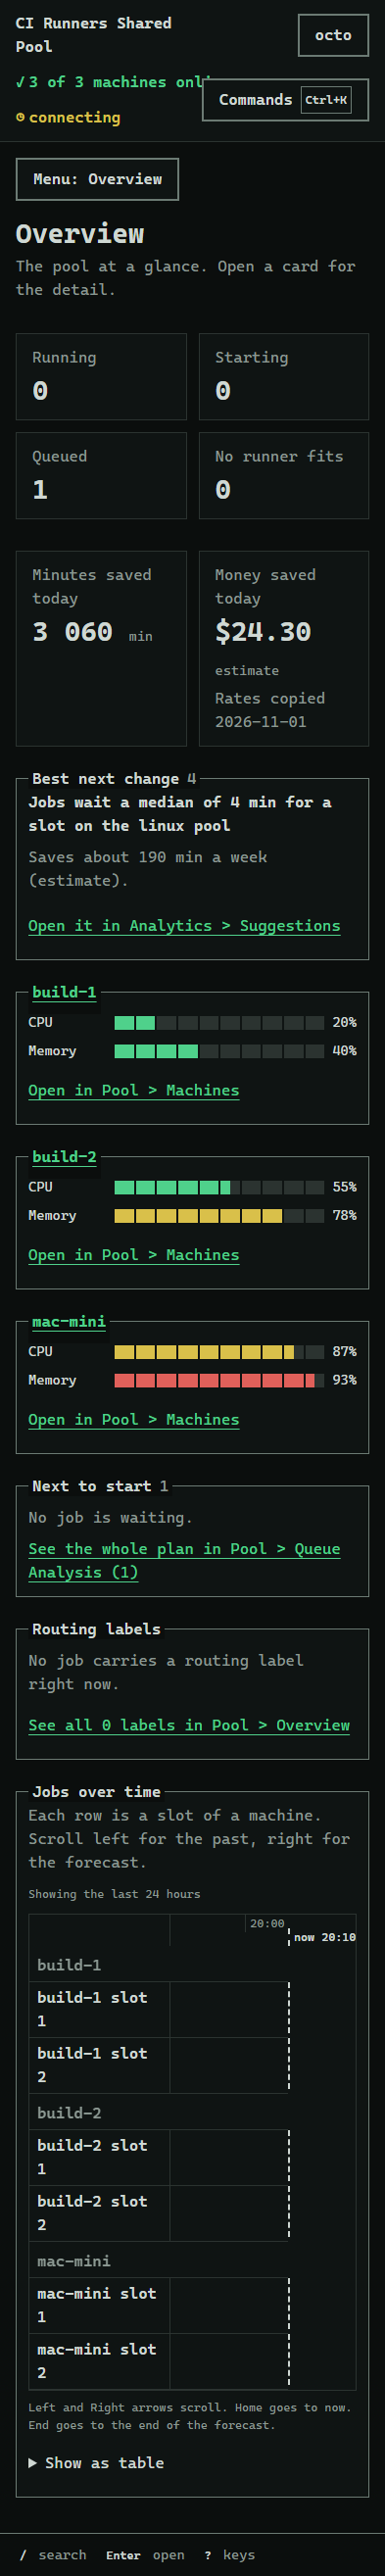 CI Runners Shared
Pool
octo
√ 3 of 3 machines
Commands Ctrl+K
connecting
Menu: Overview
Overview
The pool at a glance. Open a card for
the detail.
Running
0
Starting
0
Queued
1
No runner fits
0
Minutes saved
today
3 060 min
Money saved
today
$24.30
estimate
Rates copied
2026-11-01
Best next change 4
Jobs wait a median of 4 min for a
slot on the linux pool
Saves about 190 min a week
(estimate).
Open it in Analytics > Suggestions
build-1
CPU 20%
Memory 40%
Open in Pool > Machines
build-2
CPU 55%
Memory 78%
Open in Pool > Machines
mac-mini
CPU 87%
Memory 93%
Open in Pool > Machines
Next to start 1
No job is waiting.
See the whole plan in Pool > Queue
Analysis (1)
Routing labels
No job carries a routing label
right now.
See all 0 labels in Pool > Overview
Jobs over time
Each row is a slot of a machine.
Scroll left for the past, right for
the forecast.
Showing the last 24 hours
20:00
now 20:10
build-1
build-1 slot
1
build-1 slot
2
build-2
build-2 slot
1
build-2 slot
2
mac-mini
mac-mini slot
1
mac-mini slot
2
Left and Right arrows scroll. Home goes to now.
End goes to the end of the forecast.
▶ Show as table
/ search Enter open ? keys